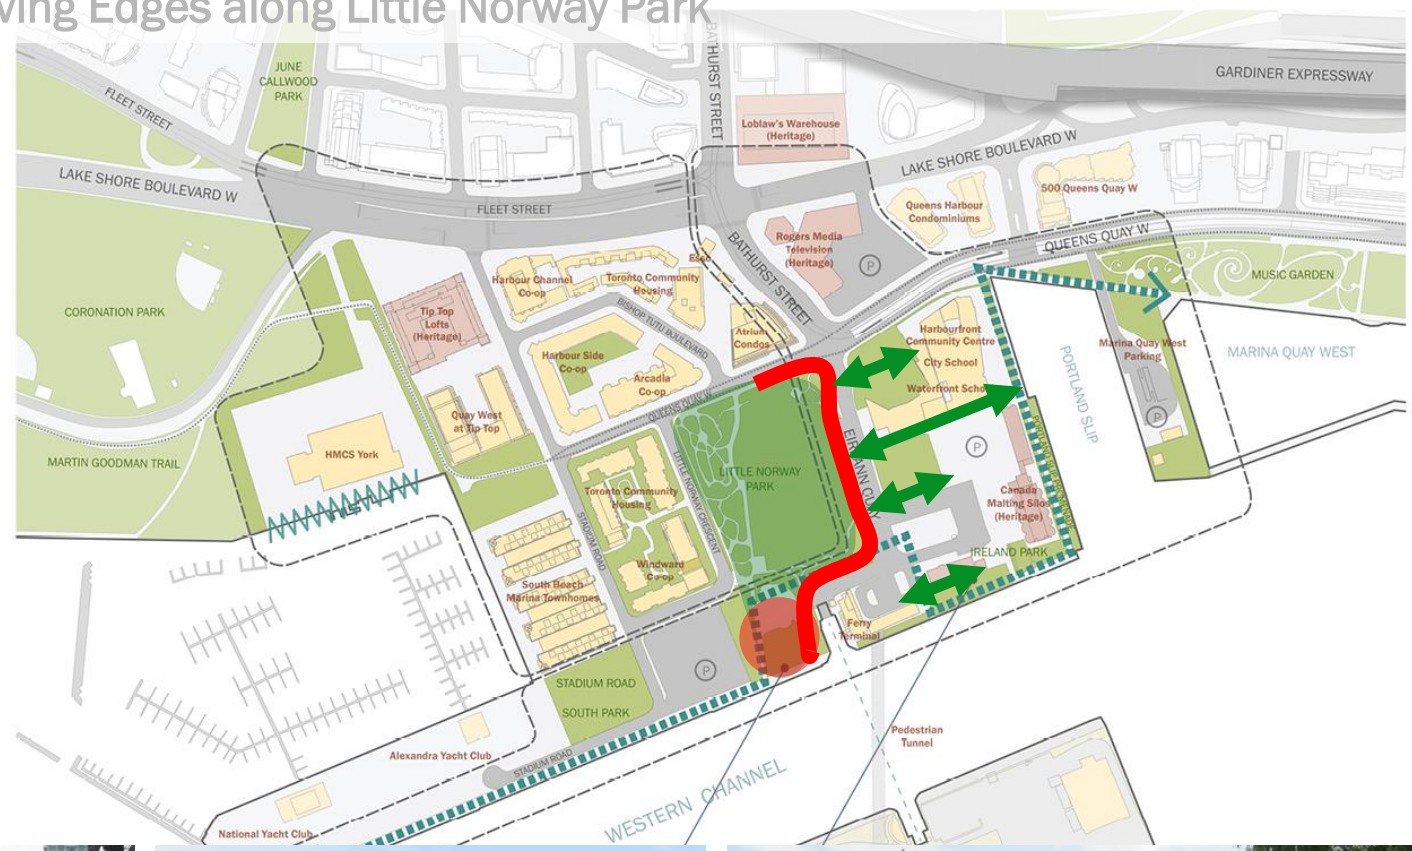 ving Edges along Little Norway Park
JUNE
CALLWOOD
PARK
FLEET STREET
BATHURST STREET
GARDINER EXPRESSWAY
Loblaw's Warehouse
(Heritage)
LAKE SHORE BOULEVARD W
LAKE SHORE BOULEVARD W
FLEET STREET
500 Queens Quay W
Queens Harbour
Condominiums
QUEENS QUAY W
Rogers Media
Television
(Heritage)
P
BATHURST STREET
Esso
MUSIC GARDEN
Harbour Channel
Co-op
Toronto Community
Housing
BISHOP TUTU BOULEVARD
CORONATION PARK
Tip Top
Lofts
(Heritage)
Atrium
Condos
Harbourfront
Community Centre
City School
Waterfront Scho
Marina Quay West
Parking
MARINA QUAY WEST
PORTLAND SLIP
Harbour Side
Co-op
Arcadia
Co-op
QUEENS QUAY W
Quay West
at Tip Top
P
P
HMCS York
MARTIN GOODMAN TRAIL
LITTLE NORWAY
PARK
LITTLE NORWAY CRESCENT
Toronto Community
Housing
STADIUM ROAD
Canada
Malting Silos
(Heritage)
IRELAND PARK
Windward
Co-op
South Beach
Marina Townhomes
Ferry
Terminal
P
STADIUM ROAD
SOUTH PARK
Pedestrian
Tunnel
Alexandra Yacht Club
STADIUM ROAD
WESTERN CHANNEL
National Yacht Club